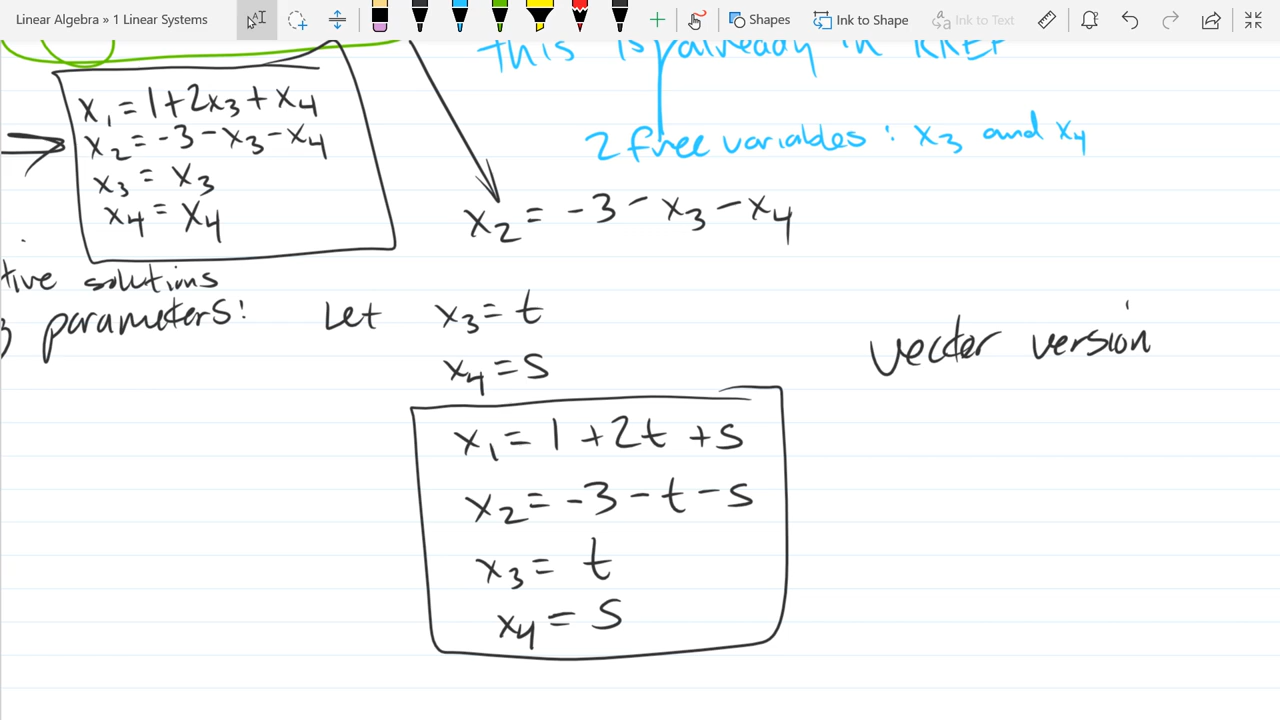 Linear Algebra » 1 Linear Systems
Shapes
Ink to Shape
Ink to Text
this is already in RREF
x₁ = 1 + 2x₃ + x₄
x₂ = -3 - x₃ - x₄
x₃ = x₃
x₄ = x₄
2 free variables : x₃ and x₄
x₂ = -3 - x₃ - x₄
solutions
parameters: Let x₃ = t
x₄ = s
vector version
x₁ = 1 + 2t + s
x₂ = -3 - t - s
x₃ = t
x₄ = s